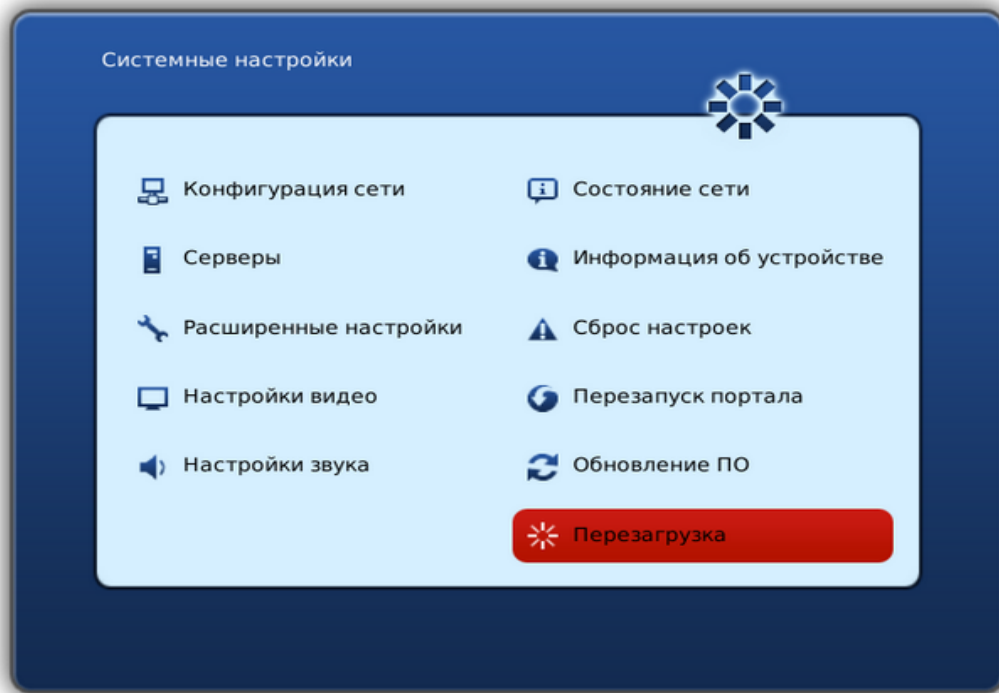 Системные настройки
Конфигурация сети
Серверы
Расширенные настройки
Настройки видео
Настройки звука
Состояние сети
Информация об устройстве
Сброс настроек
Перезапуск портала
Обновление ПО
Перезагрузка